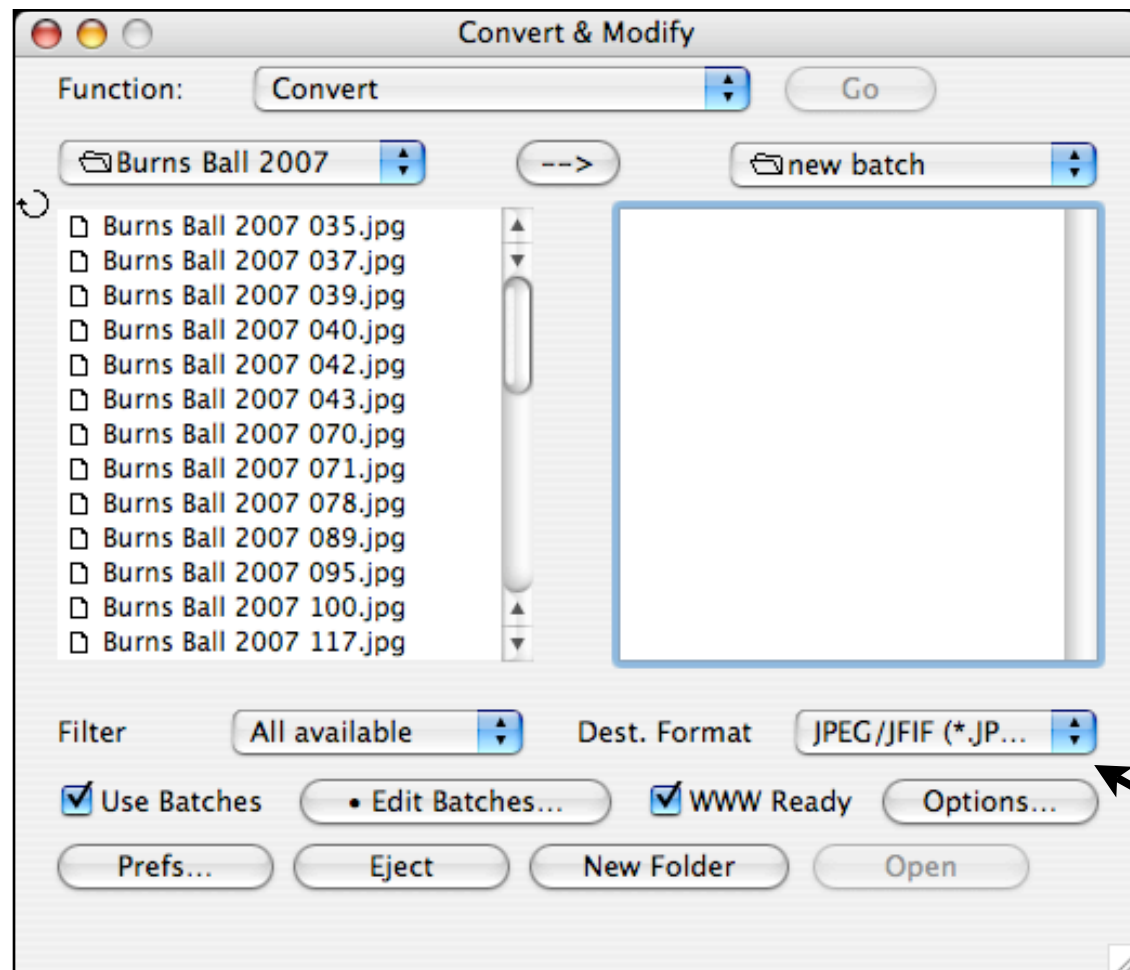 Convert & Modify
Function: Convert Go
Burns Ball 2007 --> new batch
Burns Ball 2007 035.jpg
Burns Ball 2007 037.jpg
Burns Ball 2007 039.jpg
Burns Ball 2007 040.jpg
Burns Ball 2007 042.jpg
Burns Ball 2007 043.jpg
Burns Ball 2007 070.jpg
Burns Ball 2007 071.jpg
Burns Ball 2007 078.jpg
Burns Ball 2007 089.jpg
Burns Ball 2007 095.jpg
Burns Ball 2007 100.jpg
Burns Ball 2007 117.jpg
Filter All available Dest. Format JPEG/JFIF (*.JP...
Use Batches • Edit Batches... WWW Ready Options...
Prefs... Eject New Folder Open